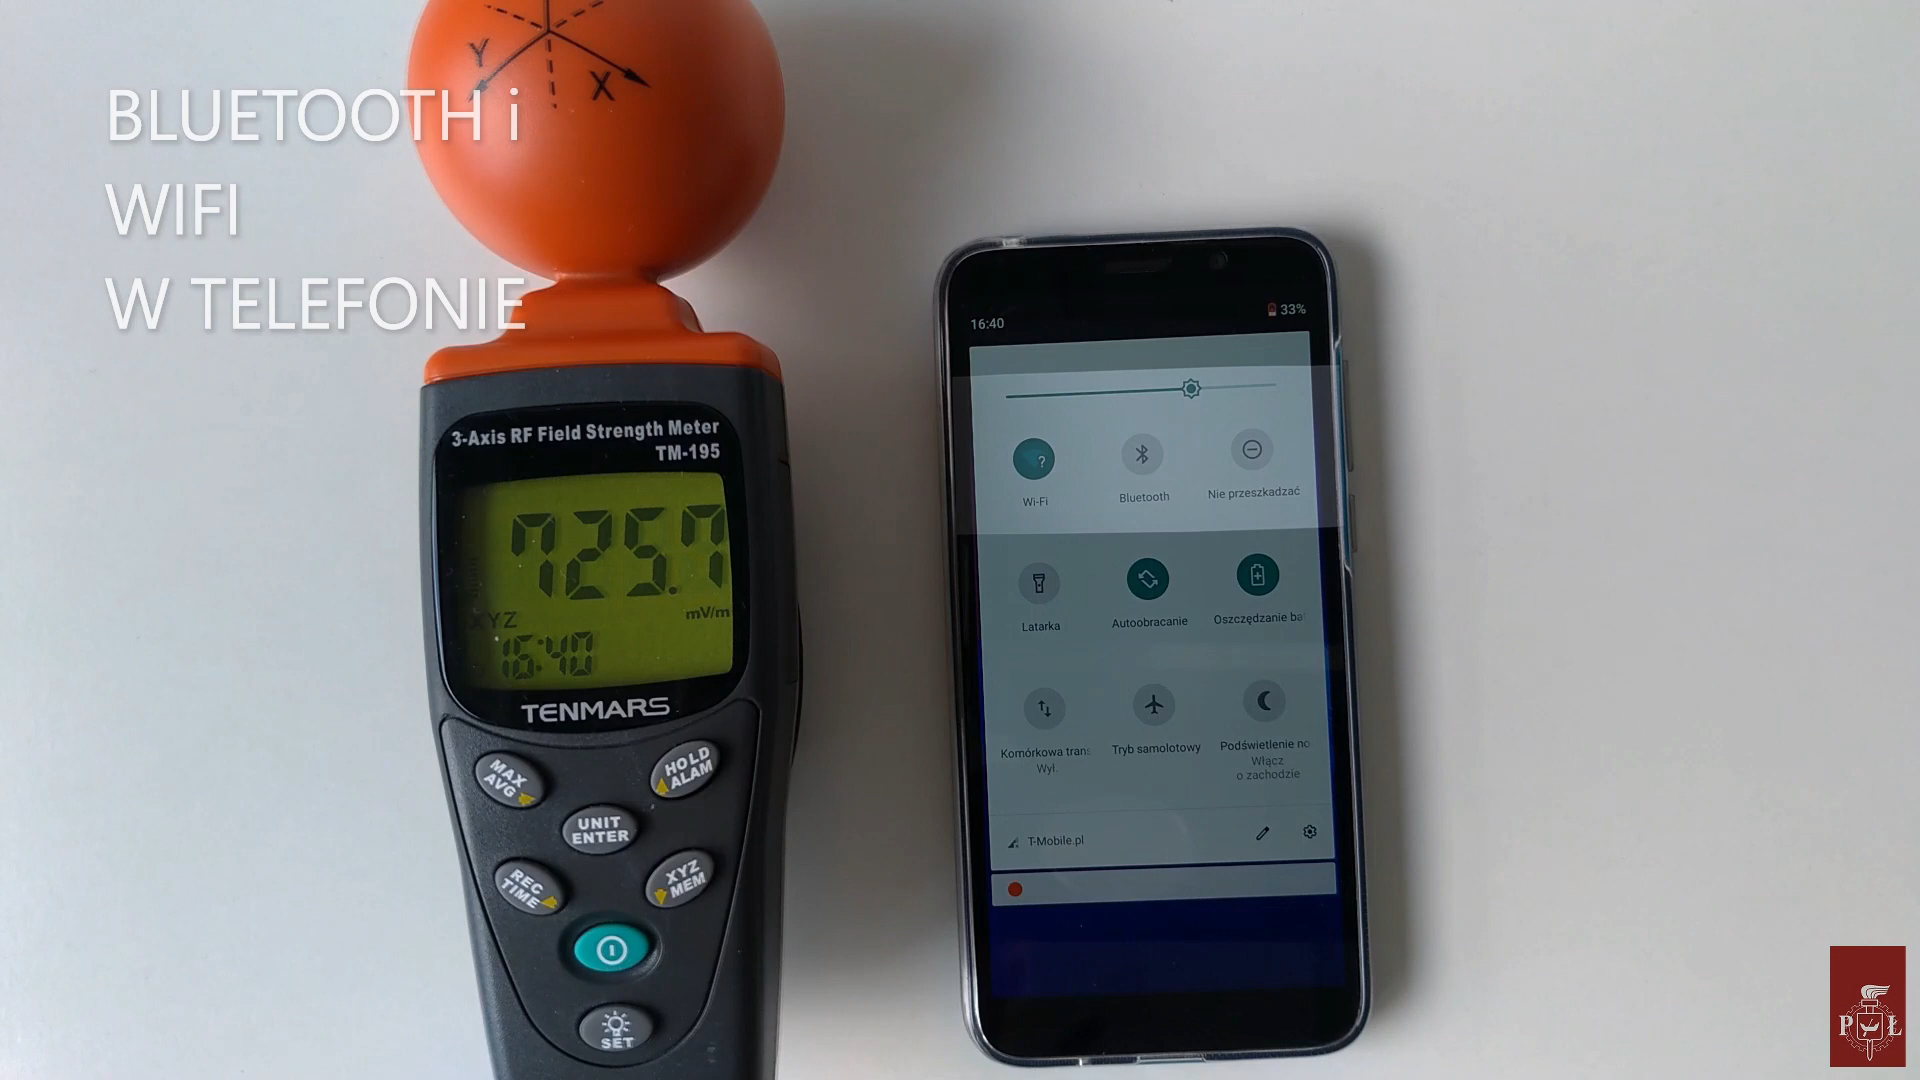 BLUETOOTH i
WIFI
W TELEFONIE
Y
X
3-Axis RF Field Strength Meter
TM-195
725.7
mV/m
XYZ
16:40
TENMARS
MAX
AVG
HOLD
ALAM
UNIT
ENTER
REC
TIME
XYZ
MEM
SET
16:40
33%
Wi-Fi
Bluetooth
Nie przeszkadzać
Latarka
Autoobracanie
Oszczędzanie ba
Komórkowa trans
Wył.
Tryb samolotowy
Podświetlenie no
Włącz
o zachodzie
T-Mobile.pl
P Ł